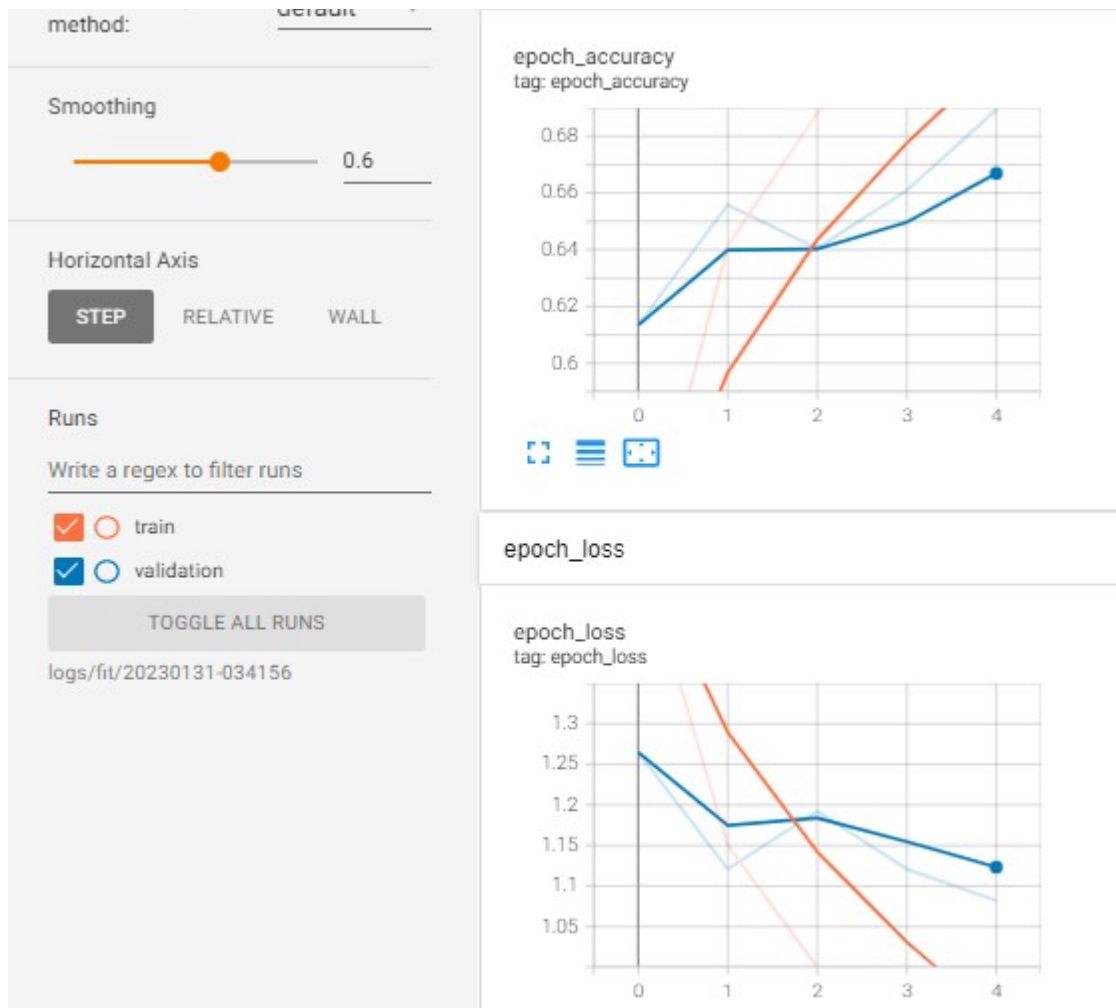 method:
default
Smoothing
0.6
Horizontal Axis
STEP RELATIVE WALL
Runs
Write a regex to filter runs
train
validation
TOGGLE ALL RUNS
logs/fit/20230131-034156
epoch_accuracy
tag: epoch_accuracy
0.68
0.66
0.64
0.62
0.6
0 1 2 3 4
epoch_loss
epoch_loss
tag: epoch_loss
1.3
1.25
1.2
1.15
1.1
1.05
0 1 2 3 4